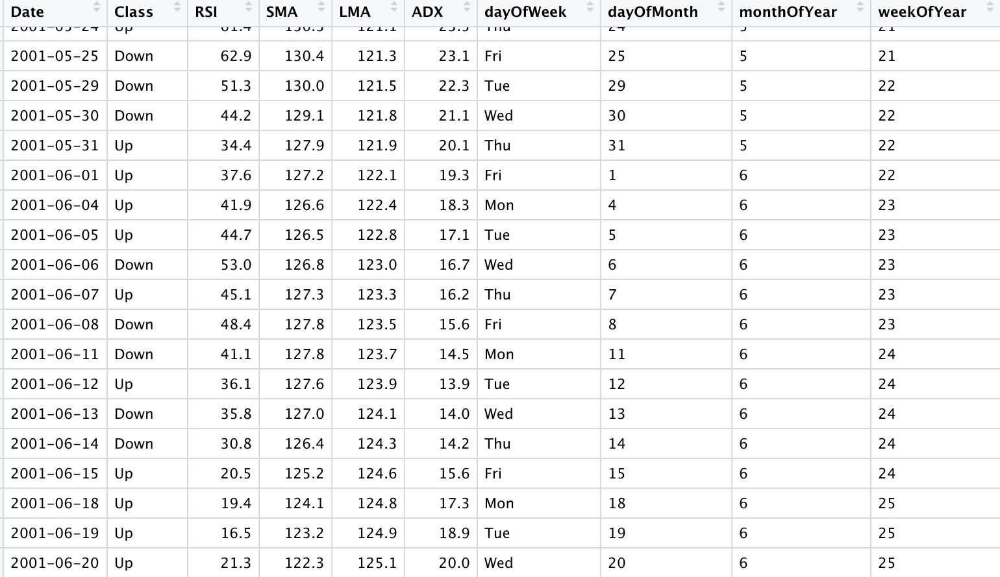 Date Class RSI SMA LMA ADX dayOfWeek dayOfMonth monthOfYear weekOfYear
2001-05-24 Up 61.4 130.5 121.1 Thu 24 5 21
2001-05-25 Down 62.9 130.4 121.3 23.1 Fri 25 5 21
2001-05-29 Down 51.3 130.0 121.5 22.3 Tue 29 5 22
2001-05-30 Down 44.2 129.1 121.8 21.1 Wed 30 5 22
2001-05-31 Up 34.4 127.9 121.9 20.1 Thu 31 5 22
2001-06-01 Up 37.6 127.2 122.1 19.3 Fri 1 6 22
2001-06-04 Up 41.9 126.6 122.4 18.3 Mon 4 6 23
2001-06-05 Up 44.7 126.5 122.8 17.1 Tue 5 6 23
2001-06-06 Down 53.0 126.8 123.0 16.7 Wed 6 6 23
2001-06-07 Up 45.1 127.3 123.3 16.2 Thu 7 6 23
2001-06-08 Down 48.4 127.8 123.5 15.6 Fri 8 6 23
2001-06-11 Down 41.1 127.8 123.7 14.5 Mon 11 6 24
2001-06-12 Up 36.1 127.6 123.9 13.9 Tue 12 6 24
2001-06-13 Down 35.8 127.0 124.1 14.0 Wed 13 6 24
2001-06-14 Down 30.8 126.4 124.3 14.2 Thu 14 6 24
2001-06-15 Up 20.5 125.2 124.6 15.6 Fri 15 6 24
2001-06-18 Up 19.4 124.1 124.8 17.3 Mon 18 6 25
2001-06-19 Up 16.5 123.2 124.9 18.9 Tue 19 6 25
2001-06-20 Up 21.3 122.3 125.1 20.0 Wed 20 6 25